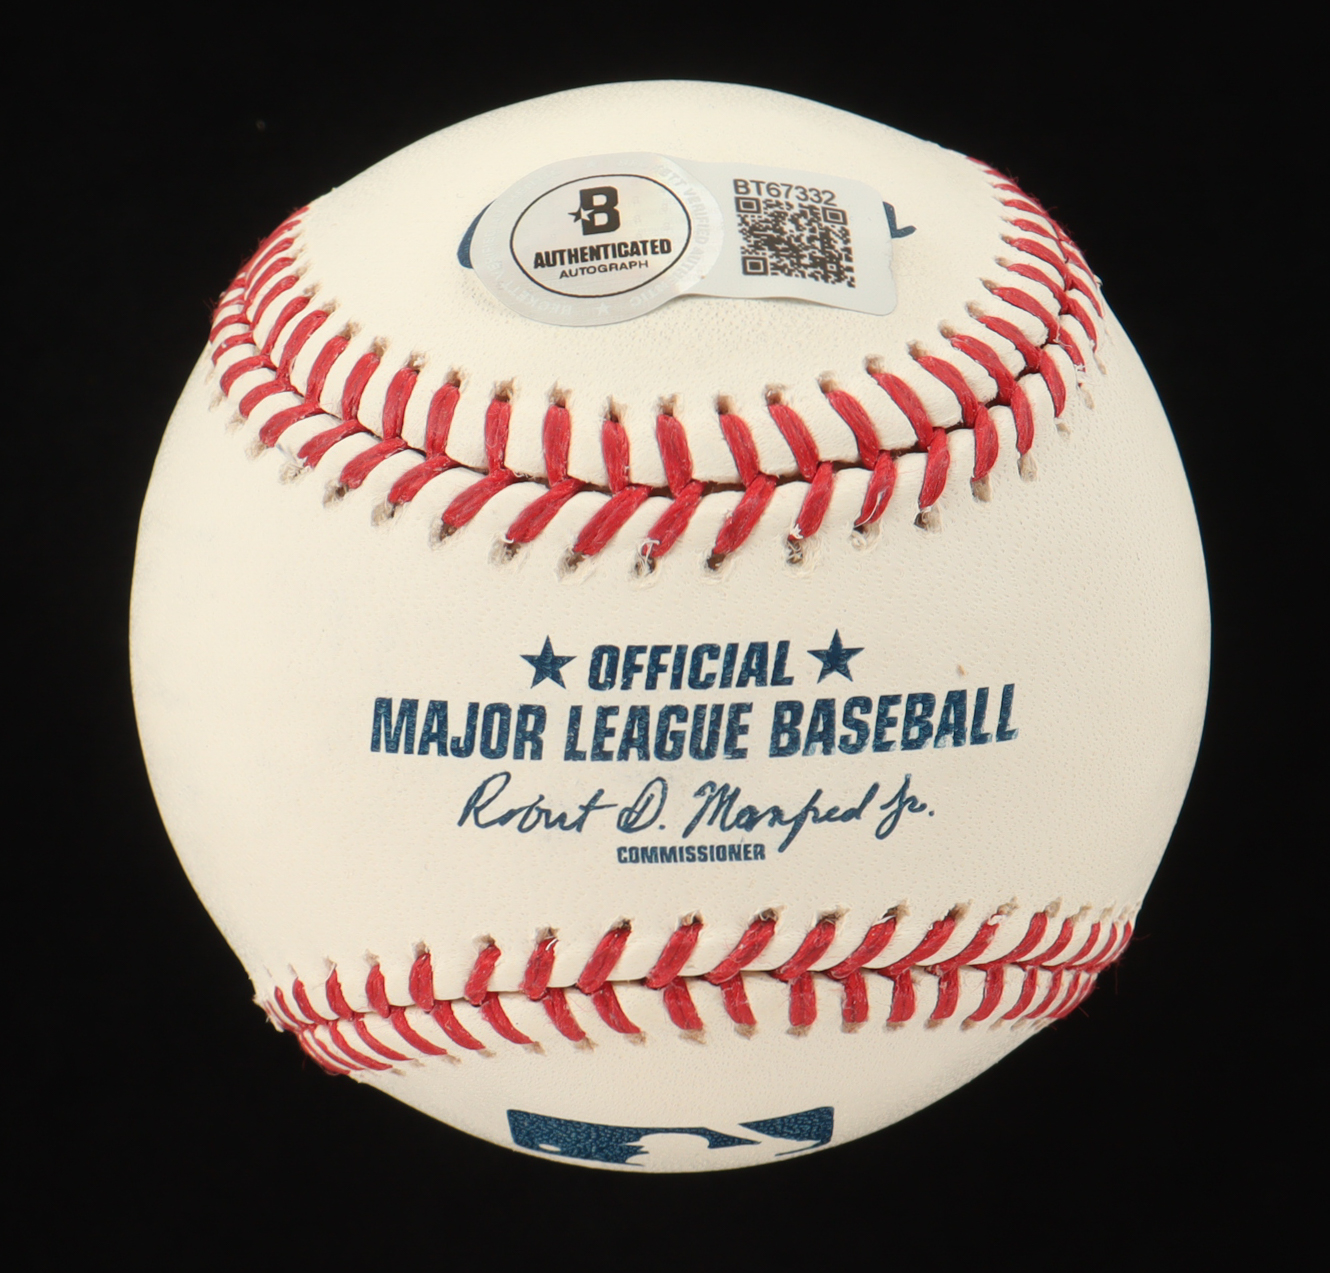 B
AUTHENTICATED
AUTOGRAPH
BT67332
★ OFFICIAL ★
MAJOR LEAGUE BASEBALL
Robert D. Manfred Jr.
COMMISSIONER